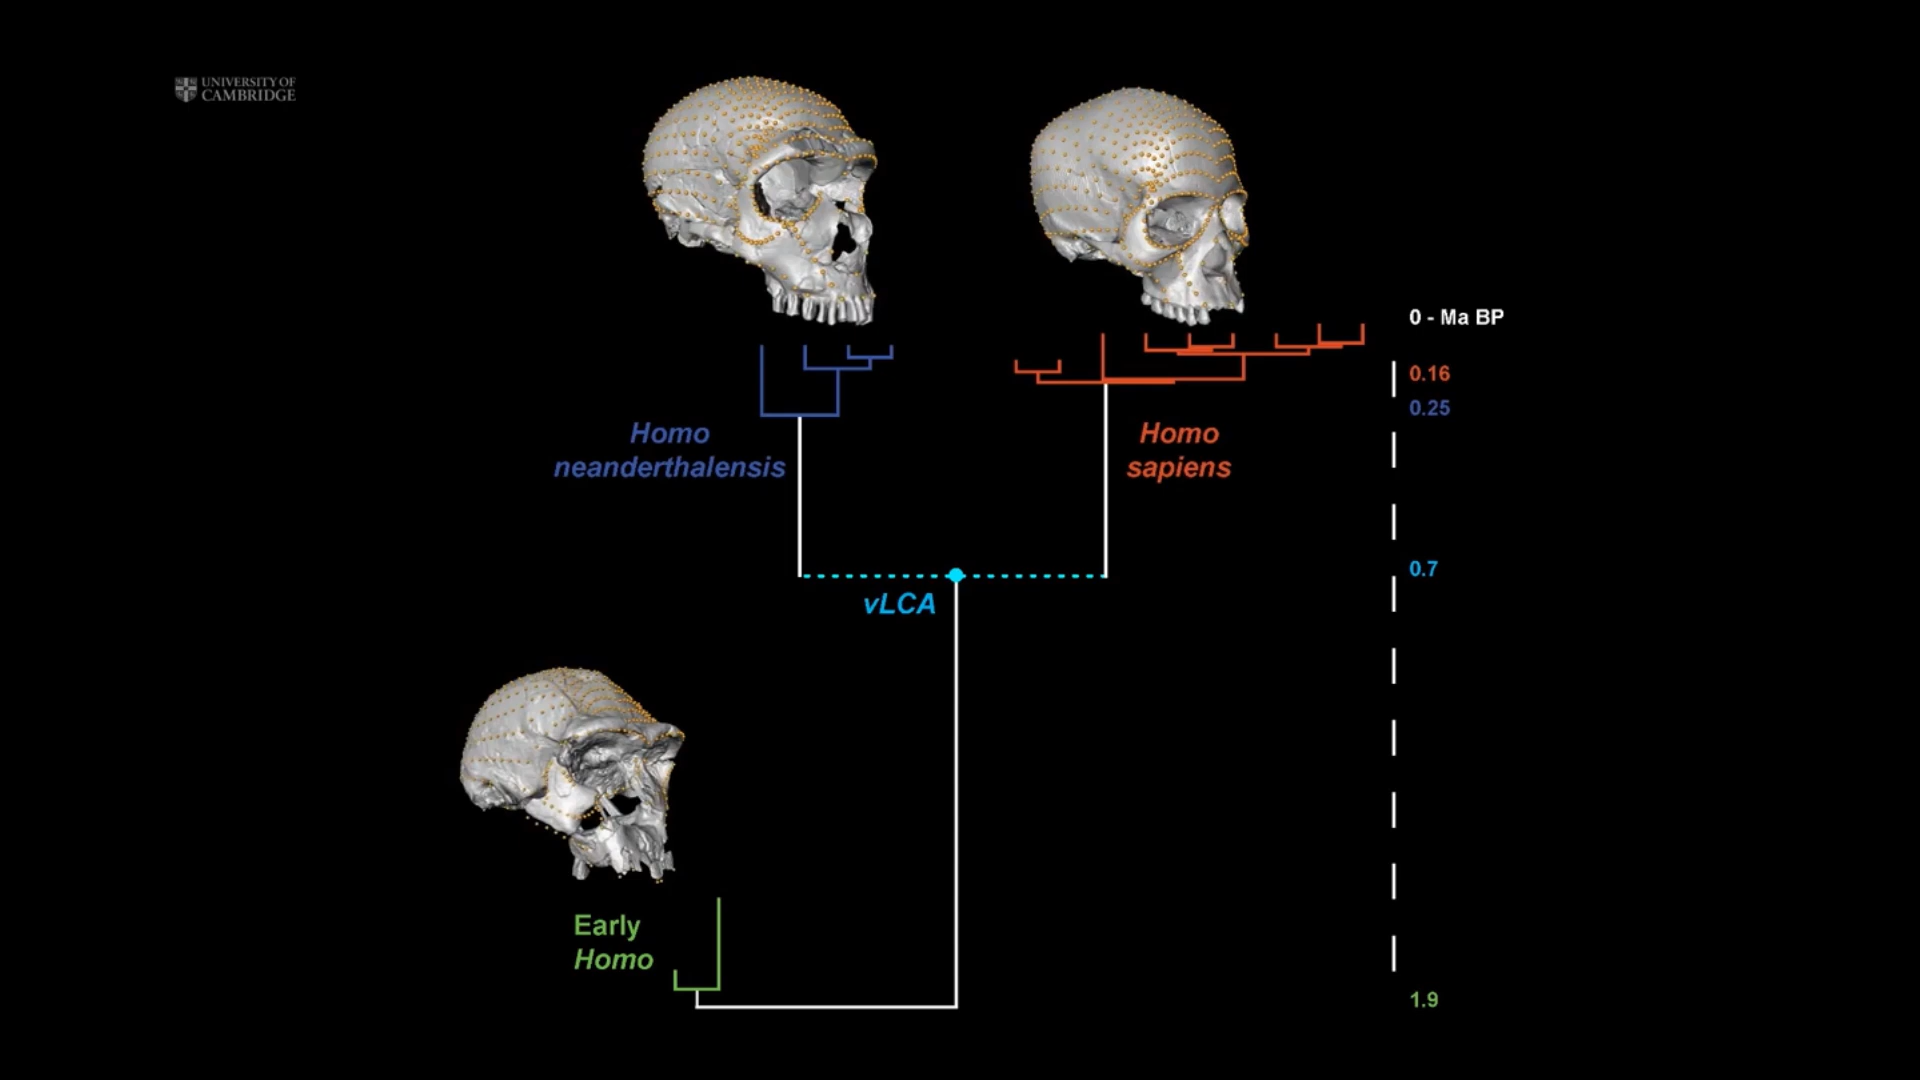 UNIVERSITY OF
CAMBRIDGE
0 - Ma BP
0.16
0.25
Homo
neanderthalensis
Homo
sapiens
0.7
vLCA
Early
Homo
1.9